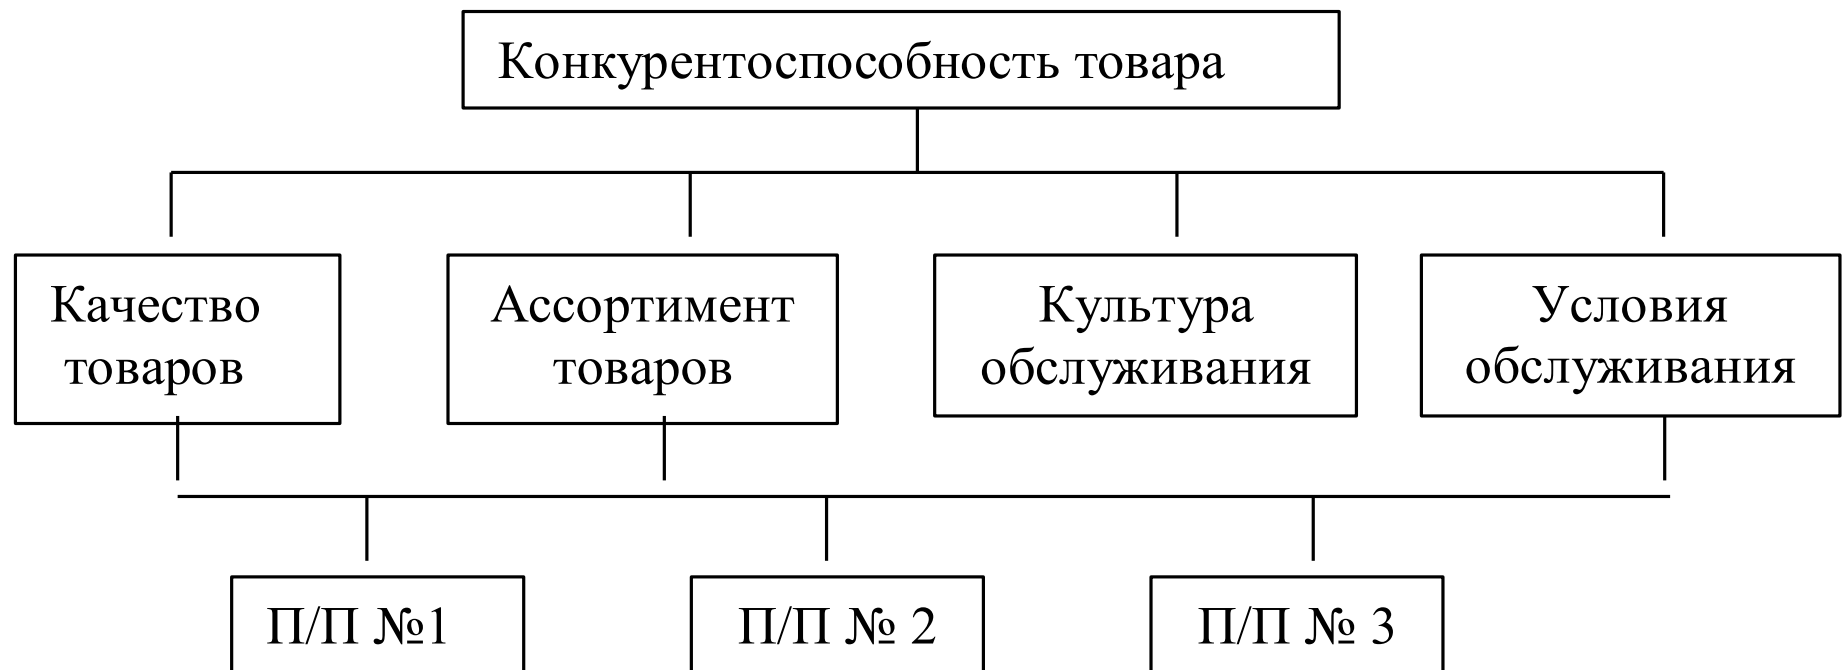 Конкурентоспособность товара
Качество
товаров
Ассортимент
товаров
Культура
обслуживания
Условия
обслуживания
П/П №1
П/П № 2
П/П № 3